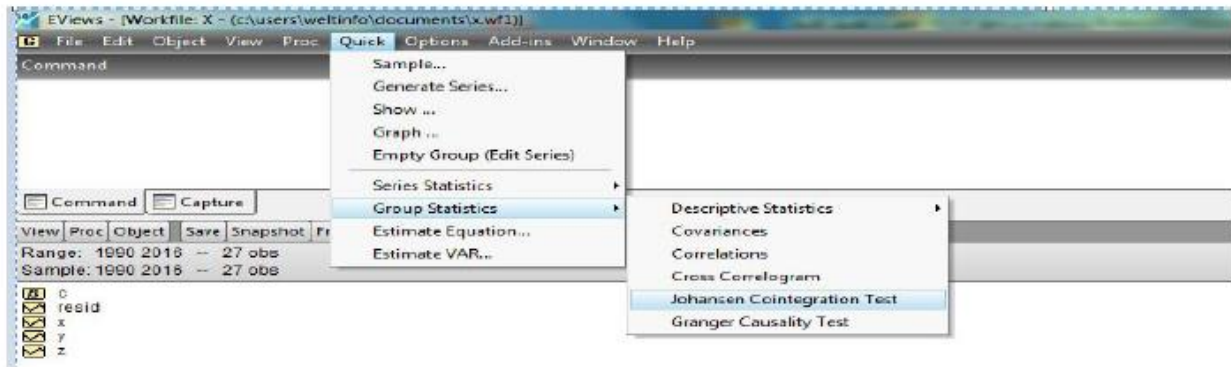 EViews - [Workfile: X - (c:\users\weltinfo\documents\x.wf1)]
File Edit Object View Proc Quick Options Add-ins Window Help
Command
Sample...
Generate Series...
Show ...
Graph ...
Empty Group (Edit Series)
Series Statistics
Group Statistics
Estimate Equation...
Estimate VAR...
Command Capture
View Proc Object Save Snapshot Fr
Range: 1990 2016 -- 27 obs
Sample: 1990 2016 -- 27 obs
Descriptive Statistics
Covariances
Correlations
Cross Correlogram
Johansen Cointegration Test
Granger Causality Test
c
resid
x
y
z